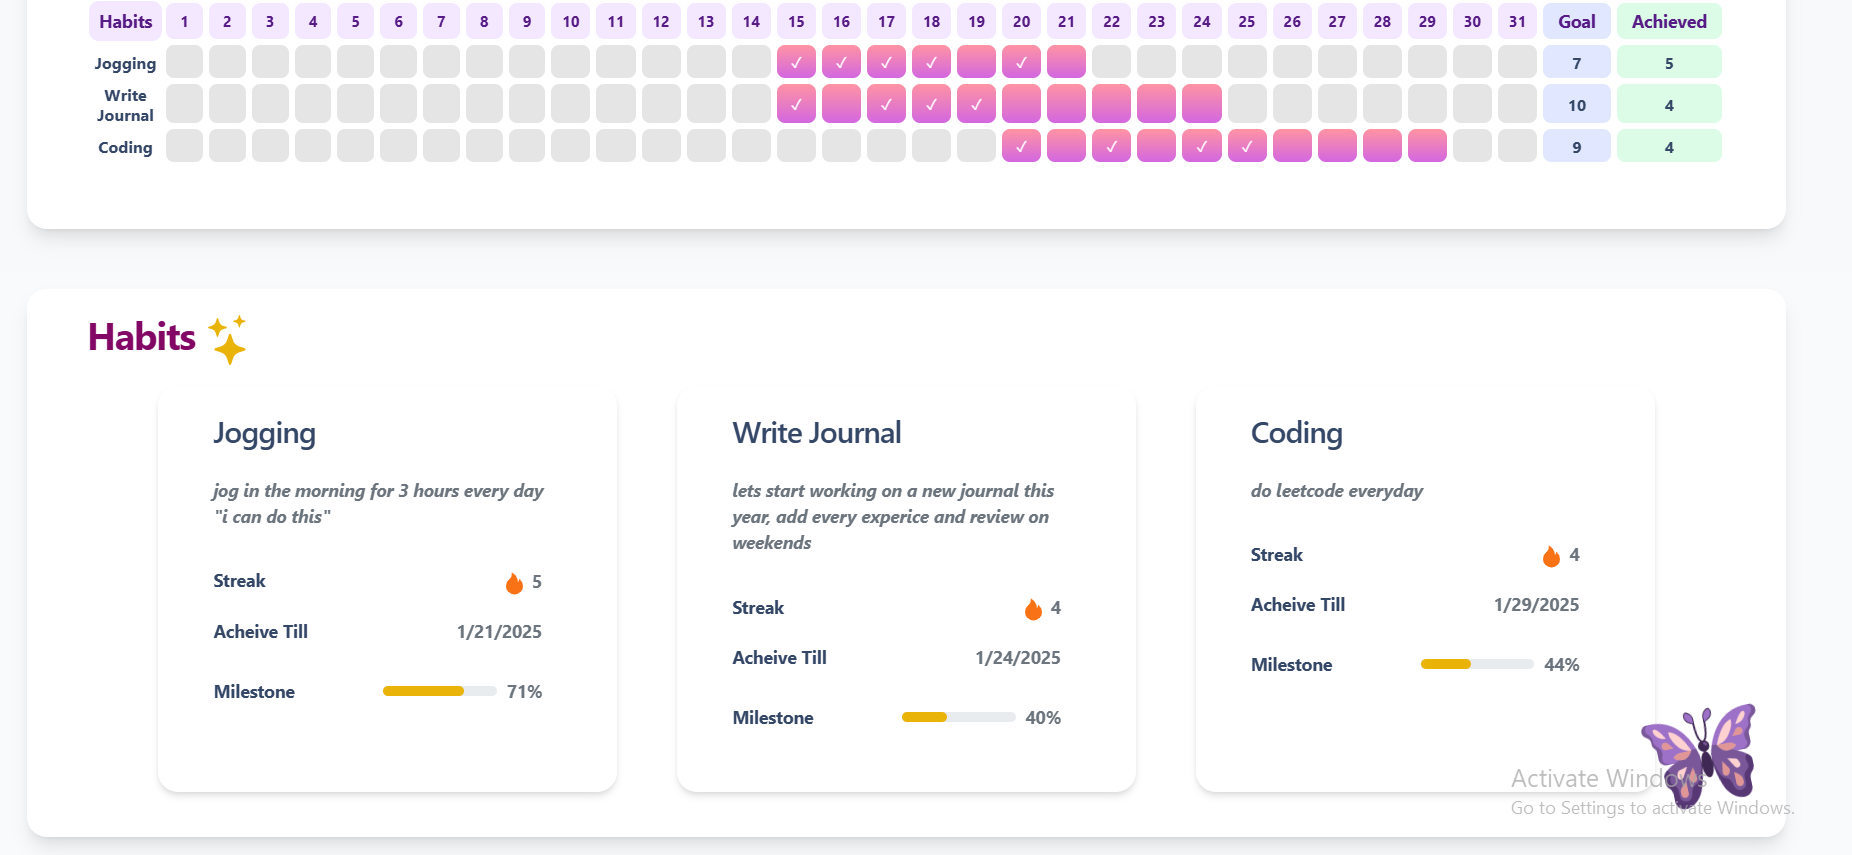 Habits 1 2 3 4 5 6 7 8 9 10 11 12 13 14 15 16 17 18 19 20 21 22 23 24 25 26 27 28 29 30 31 Goal Achieved
Jogging ✓ ✓ ✓ ✓ ✓ 7 5
Write
Journal ✓ ✓ ✓ ✓ 10 4
Coding ✓ ✓ ✓ ✓ 9 4
Habits
Jogging
jog in the morning for 3 hours every day
"i can do this"
Streak 5
Acheive Till 1/21/2025
Milestone 71%
Write Journal
lets start working on a new journal this
year, add every experice and review on
weekends
Streak 4
Acheive Till 1/24/2025
Milestone 40%
Coding
do leetcode everyday
Streak 4
Acheive Till 1/29/2025
Milestone 44%
Activate Windows
Go to Settings to activate Windows.